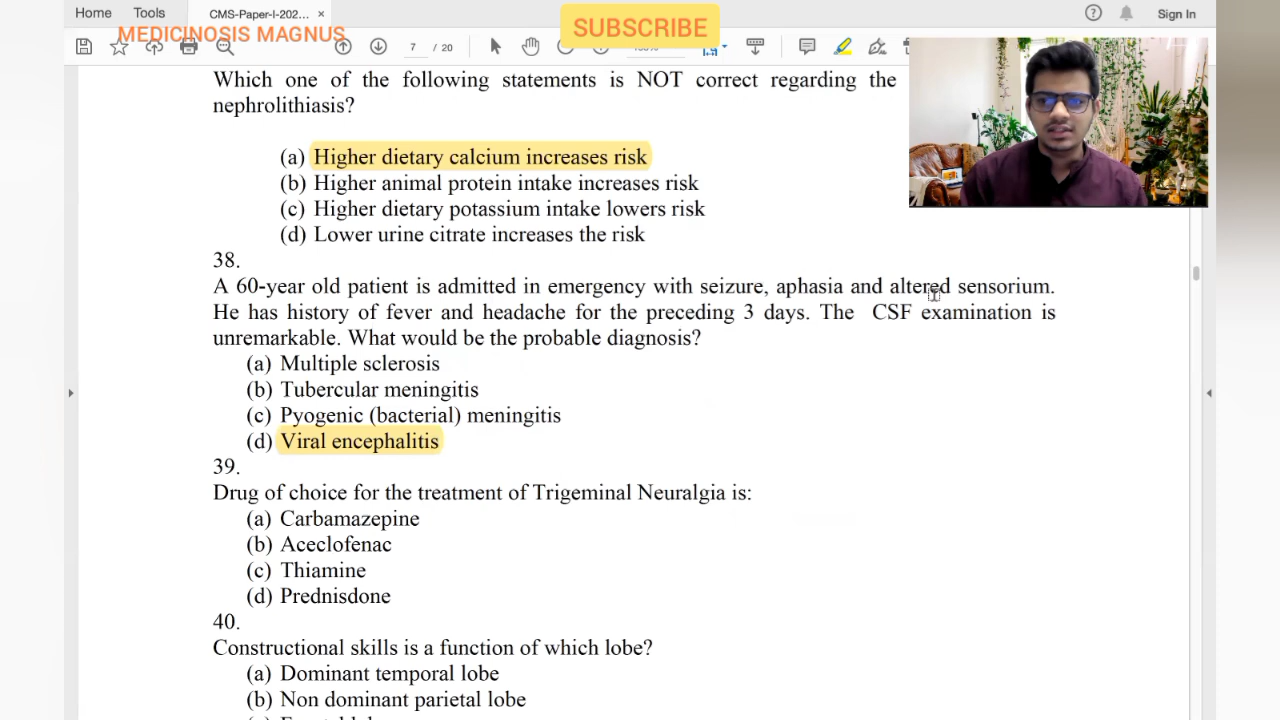 Home Tools CMS-Paper-I-202... × Sign In
MEDICINOSIS MAGNUS
SUBSCRIBE
7 / 20
Which one of the following statements is NOT correct regarding the
nephrolithiasis?
(a) Higher dietary calcium increases risk
(b) Higher animal protein intake increases risk
(c) Higher dietary potassium intake lowers risk
(d) Lower urine citrate increases the risk
38.
A 60-year old patient is admitted in emergency with seizure, aphasia and altered sensorium.
He has history of fever and headache for the preceding 3 days. The CSF examination is
unremarkable. What would be the probable diagnosis?
(a) Multiple sclerosis
(b) Tubercular meningitis
(c) Pyogenic (bacterial) meningitis
(d) Viral encephalitis
39.
Drug of choice for the treatment of Trigeminal Neuralgia is:
(a) Carbamazepine
(b) Aceclofenac
(c) Thiamine
(d) Prednisdone
40.
Constructional skills is a function of which lobe?
(a) Dominant temporal lobe
(b) Non dominant parietal lobe